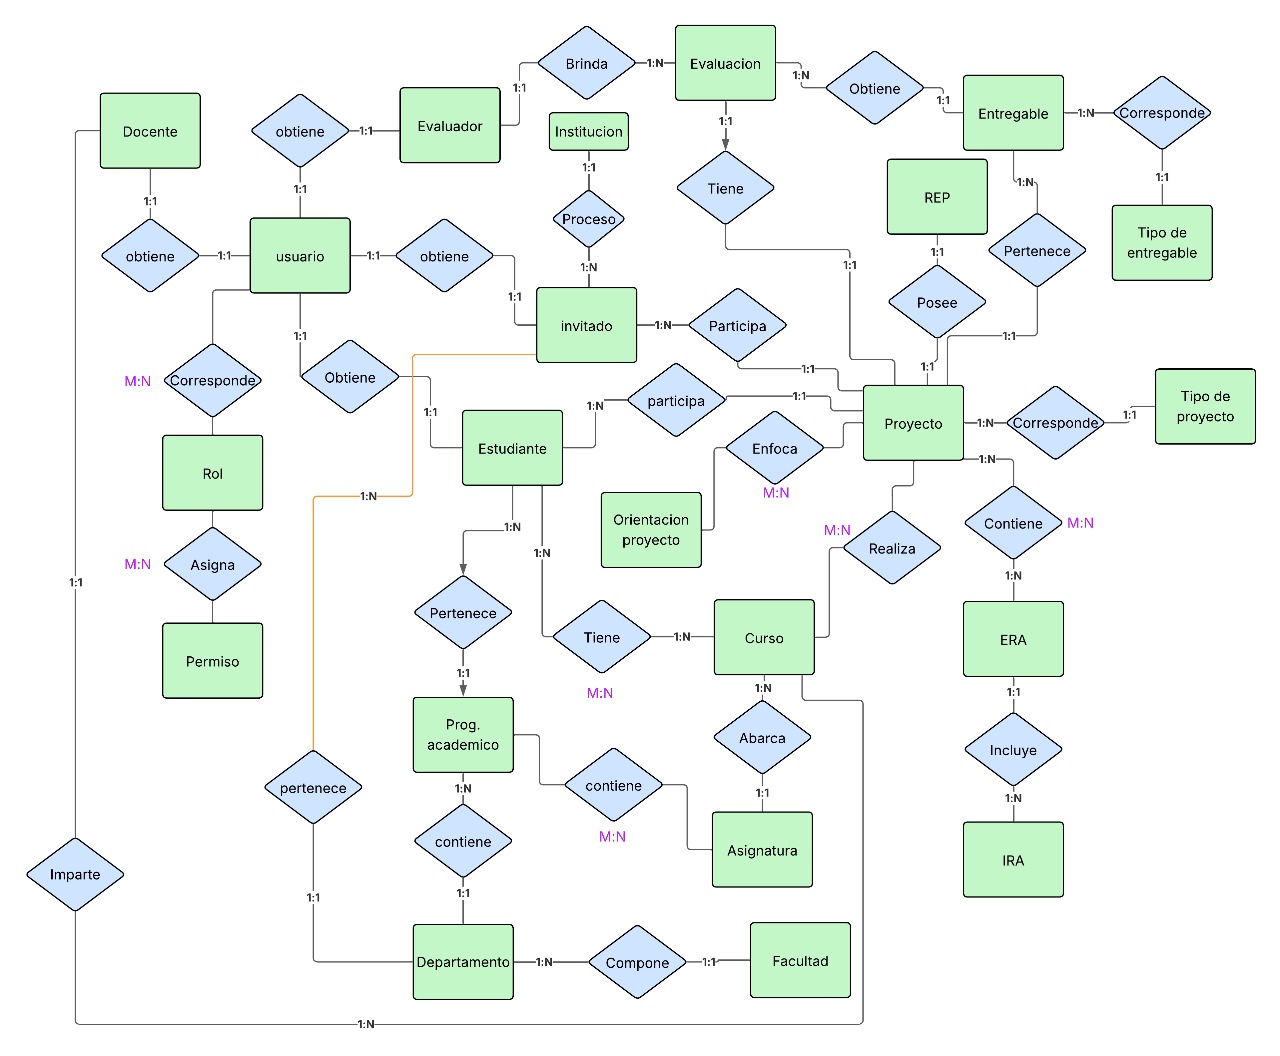 Brinda
1:N
Evaluacion
1:N
Obtiene
1:1
Entregable
1:N
Corresponde
1:1
Docente
obtiene
1:1
Evaluador
Institucion
1:1
1:1
1:1
Tiene
REP
1:N
1:1
Tipo de
entregable
1:1
1:1
Proceso
obtiene
1:1
usuario
1:1
obtiene
1:N
1:1
1:1
Pertenece
1:1
Posee
1:1
invitado
1:N
Participa
1:1
1:1
1:1
1:1
M:N
Corresponde
Obtiene
1:1
1:N
participa
1:1
Proyecto
1:N
Corresponde
1:1
Tipo de
proyecto
Rol
Estudiante
Enfoca
M:N
1:N
1:N
Orientacion
proyecto
1:N
1:N
M:N
Realiza
Contiene
M:N
M:N
Asigna
1:N
1:1
Pertenece
Tiene
M:N
1:N
Curso
ERA
Permiso
1:1
1:N
1:1
Prog.
academico
Abarca
Incluye
pertenece
1:N
contiene
M:N
1:1
1:N
contiene
Asignatura
IRA
Imparte
1:1
1:1
Departamento
1:N
Compone
1:1
Facultad
1:N